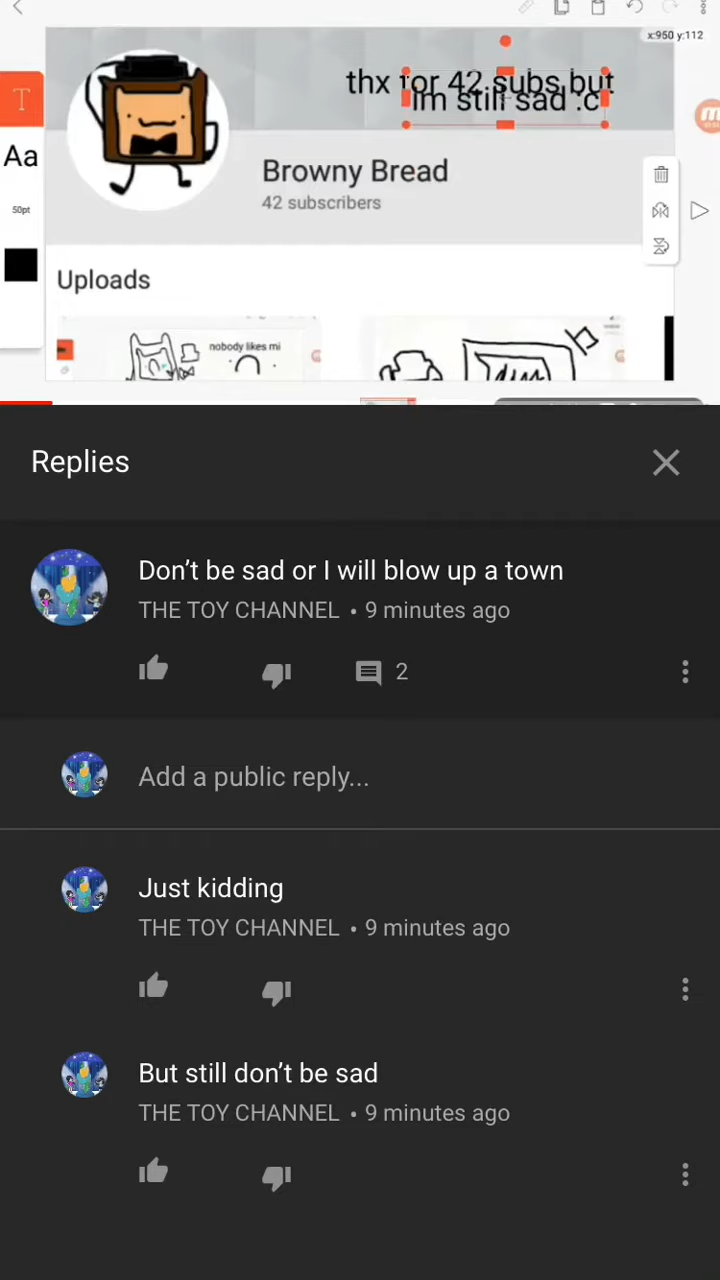 x:950 y:112
thx for 42 subs but
im still sad :c
T
Aa
50pt
Browny Bread
42 subscribers
Uploads
nobody likes mi
Replies
Don't be sad or I will blow up a town
THE TOY CHANNEL • 9 minutes ago
2
Add a public reply...
Just kidding
THE TOY CHANNEL • 9 minutes ago
But still don't be sad
THE TOY CHANNEL • 9 minutes ago